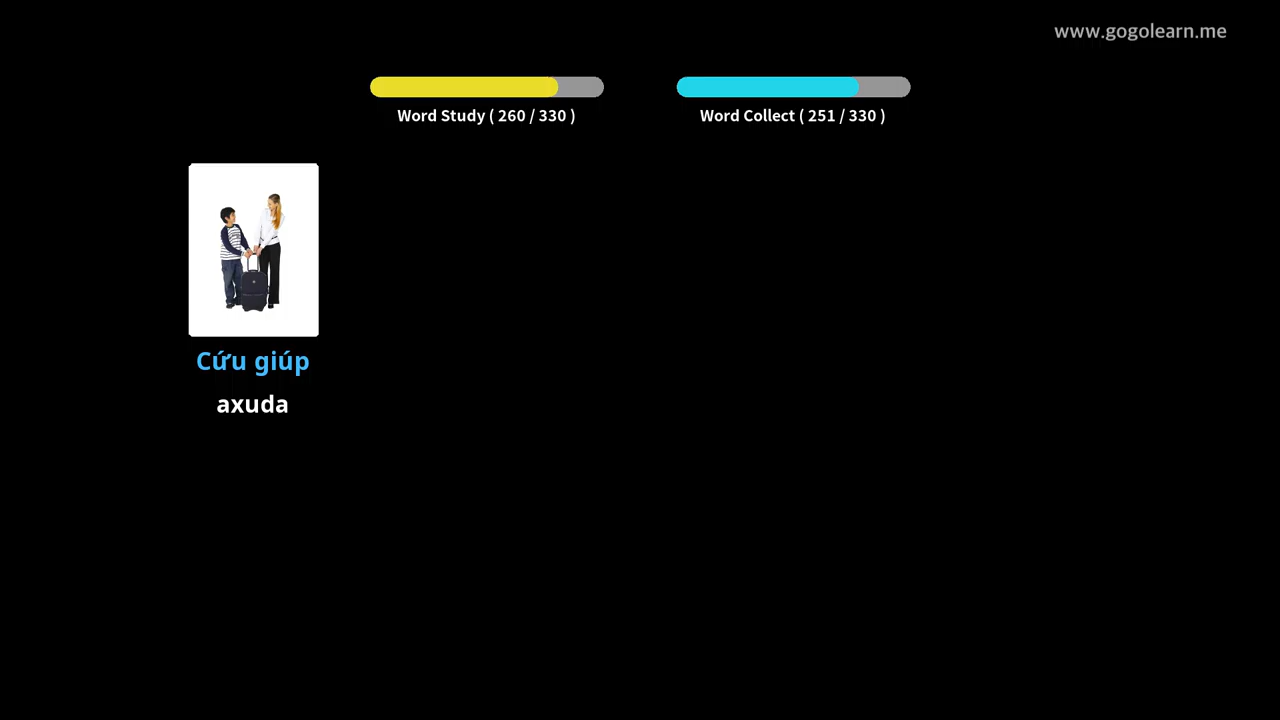 www.gogolearn.me
Word Study ( 260 / 330 )
Word Collect ( 251 / 330 )
Cứu giúp
axuda